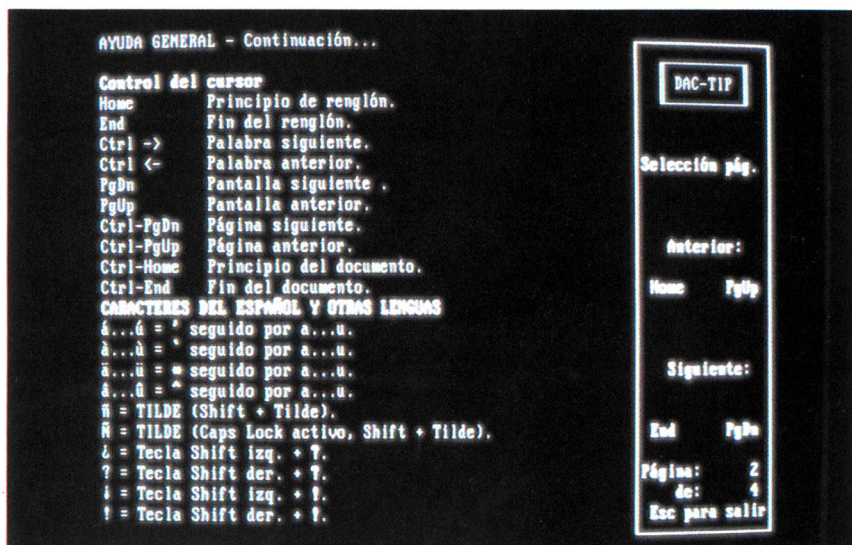 AYUDA GENERAL - Continuación...
Control del cursor
Home Principio de renglón.
End Fin del renglón.
Ctrl -> Palabra siguiente.
Ctrl <- Palabra anterior.
PgDn Pantalla siguiente .
PgUp Pantalla anterior.
Ctrl-PgDn Página siguiente.
Ctrl-PgUp Página anterior.
Ctrl-Home Principio del documento.
Ctrl-End Fin del documento.
CARACTERES DEL ESPAÑOL Y OTRAS LENGUAS
á...ú = ' seguido por a...u.
à...ù = ` seguido por a...u.
ä...ü = " seguido por a...u.
â...û = ^ seguido por a...u.
ñ = TILDE (Shift + Tilde).
Ñ = TILDE (Caps Lock activo, Shift + Tilde).
¿ = Tecla Shift izq. + ?.
? = Tecla Shift der. + ?.
¡ = Tecla Shift izq. + !.
! = Tecla Shift der. + !.
DAC-TIP
Selección pág.
Anterior:
Home PgUp
Siguiente:
End PgDn
Página: 2
de: 4
Esc para salir